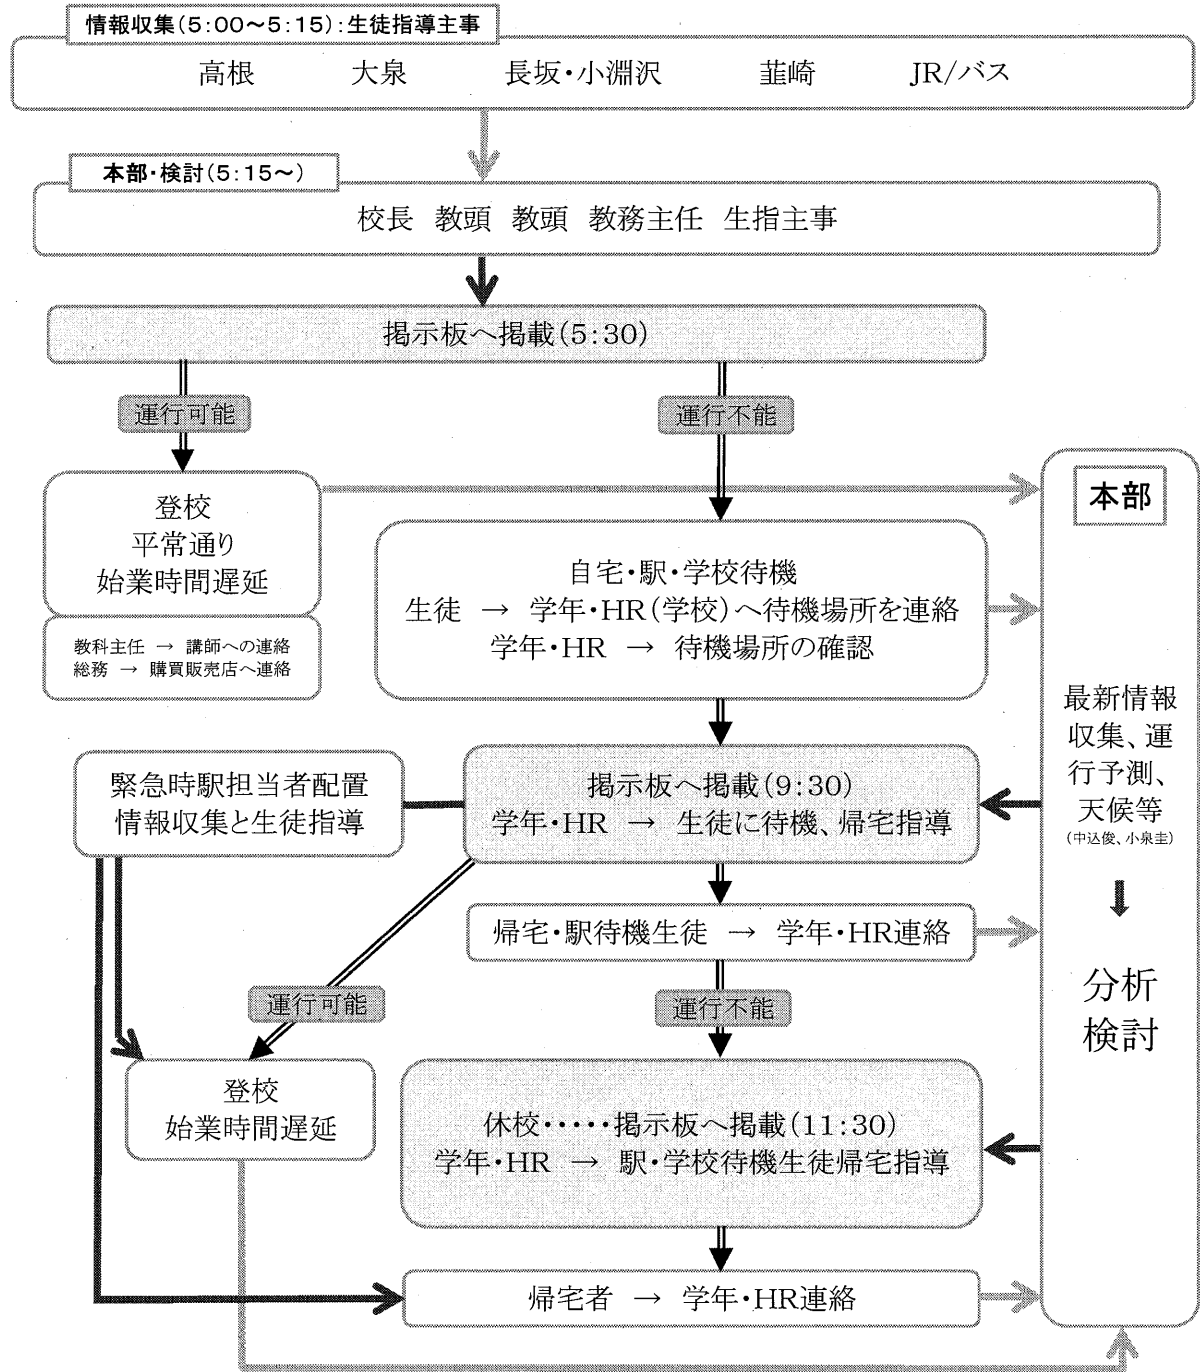 情報収集(5:00～5:15):生徒指導主事
高根 大泉 長坂・小淵沢 韮崎 JR/バス
本部・検討(5:15～)
校長 教頭 教頭 教務主任 生指主事
掲示板へ掲載(5:30)
運行可能
運行不能
登校
平常通り
始業時間遅延
教科主任 → 講師への連絡
総務 → 購買販売店へ連絡
自宅・駅・学校待機
生徒 → 学年・HR(学校)へ待機場所を連絡
学年・HR → 待機場所の確認
本部
最新情報
収集、運
行予測、
天候等
(中込俊、小泉圭)
分析
検討
緊急時駅担当者配置
情報収集と生徒指導
掲示板へ掲載(9:30)
学年・HR → 生徒に待機、帰宅指導
帰宅・駅待機生徒 → 学年・HR連絡
運行可能
運行不能
登校
始業時間遅延
休校・・・・・掲示板へ掲載(11:30)
学年・HR → 駅・学校待機生徒帰宅指導
帰宅者 → 学年・HR連絡